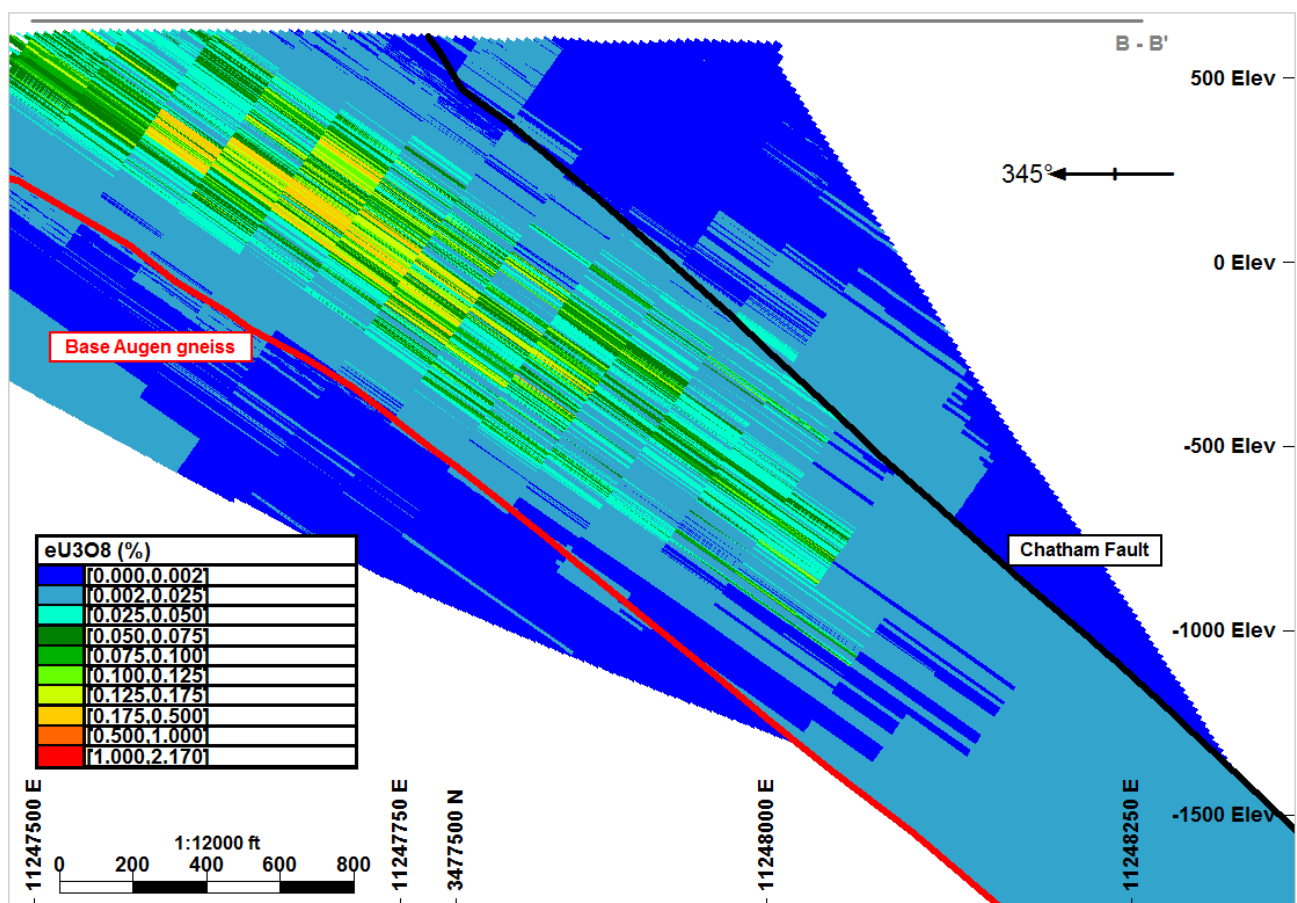 B - B'
500 Elev
345°
0 Elev
Base Augen gneiss
-500 Elev
Chatham Fault
eU3O8 (%)
[0.000,0.002]
[0.002,0.025]
[0.025,0.050]
[0.050,0.075]
[0.075,0.100]
[0.100,0.125]
[0.125,0.175]
[0.175,0.500]
[0.500,1.000]
[1.000,2.170]
-1000 Elev
-1500 Elev
1:12000 ft
0 200 400 600 800
11247500 E
11247750 E
3477500 N
11248000 E
11248250 E